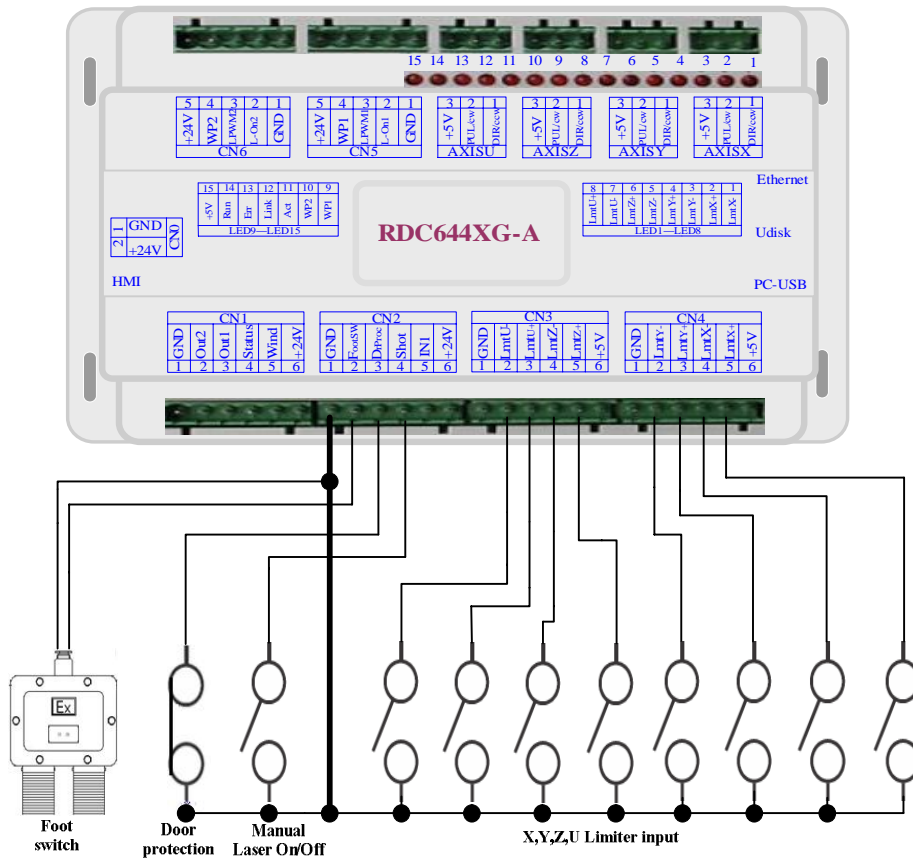 15 14 13 12 11 10 9 8 7 6 5 4 3 2 1
5 4 3 2 1
+24V WP2 LPWM2 L-On2 GND
CN6
5 4 3 2 1
+24V WP1 LPWM1 L-On1 GND
CN5
3 2 1
+5V PUL/cw DIR/ccw
AXISU
3 2 1
+5V PUL/cw DIR/ccw
AXISZ
3 2 1
+5V PUL/cw DIR/ccw
AXISY
3 2 1
+5V PUL/cw DIR/ccw
AXISX
Ethernet
15 14 13 12 11 10 9
+5V Run Err Link Act WP2 WP1
LED9—LED15
8 7 6 5 4 3 2 1
LmtU+ LmtU- LmtZ+ LmtZ- LmtY+ LmtY- LmtX+ LmtX-
LED1—LED8
1 GND
2 +24V
CN0
RDC644XG-A
Udisk
HMI
PC-USB
CN1
GND Out2 Out1 Status Wind +24V
1 2 3 4 5 6
CN2
GND FootSW DrProc Shot IN1 +24V
1 2 3 4 5 6
CN3
GND LmtU- LmtU+ LmtZ- LmtZ+ +5V
1 2 3 4 5 6
CN4
GND LmtY- LmtY+ LmtX- LmtX+ +5V
1 2 3 4 5 6
Ex
Foot
switch
Door
protection
Manual
Laser On/Off
X,Y,Z,U Limiter input